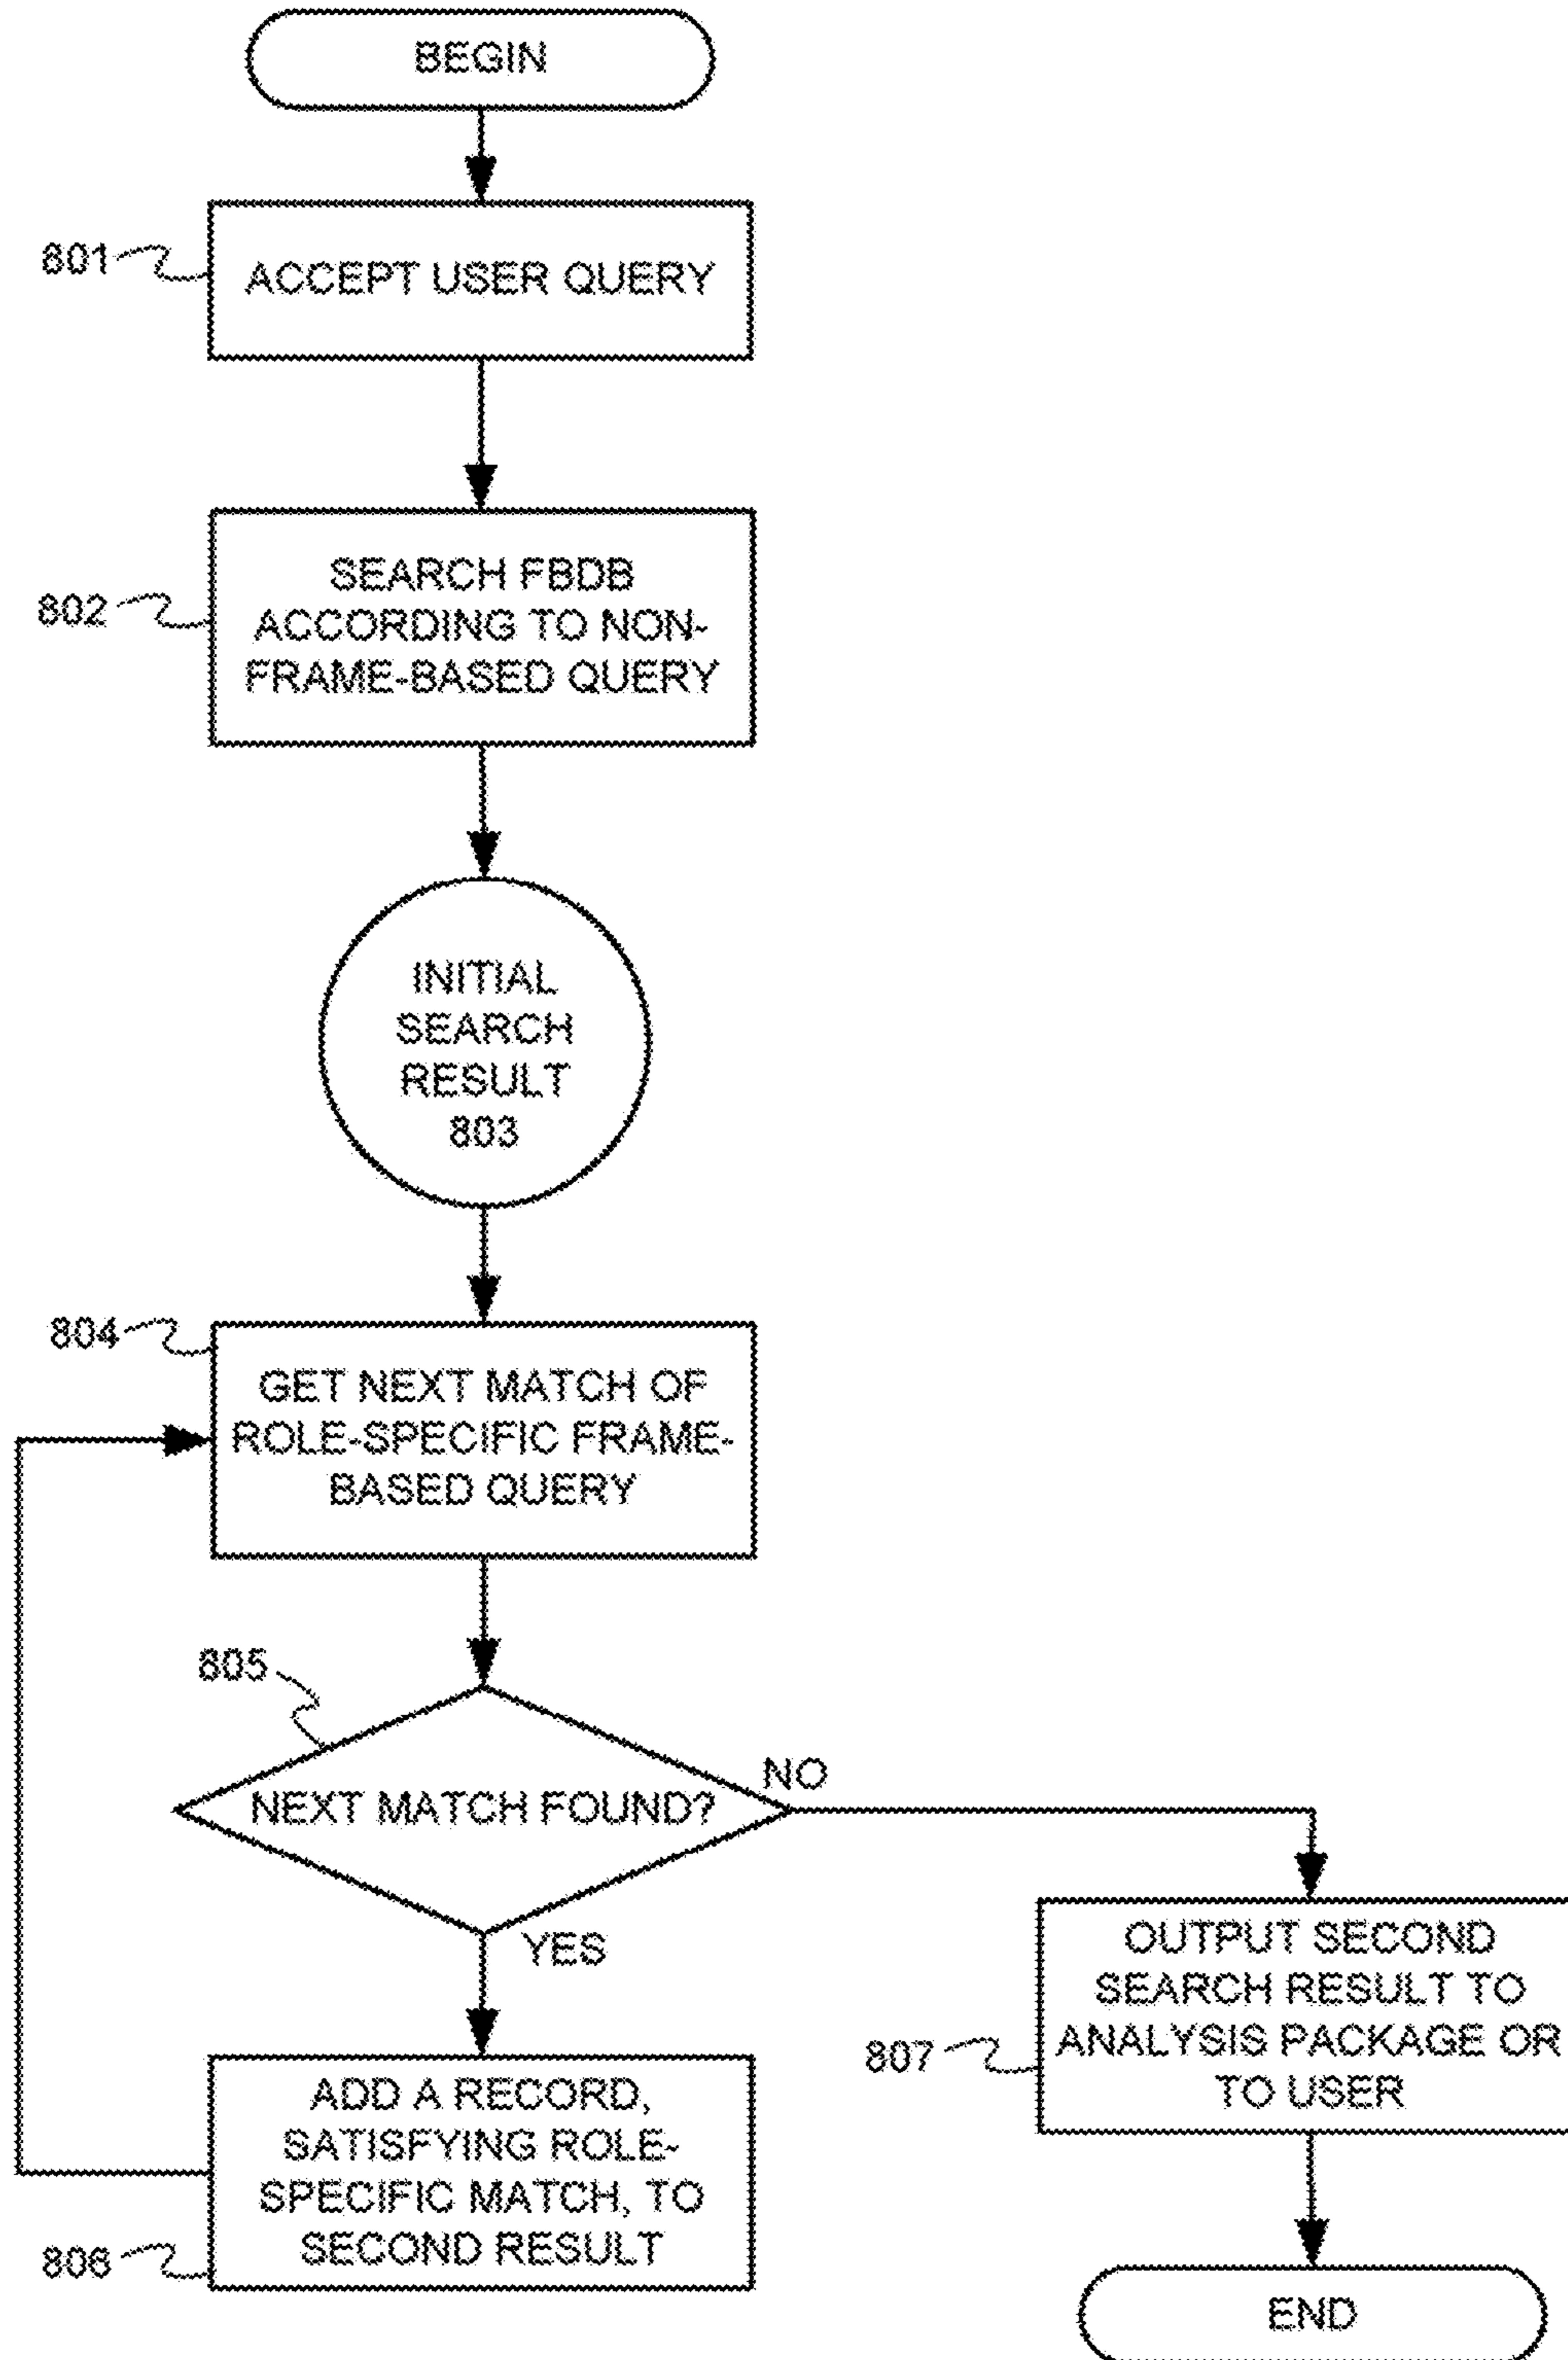 BEGIN
801
ACCEPT USER QUERY
802
SEARCH FBDB
ACCORDING TO NON-
FRAME-BASED QUERY
INITIAL
SEARCH
RESULT
803
804
GET NEXT MATCH OF
ROLE-SPECIFIC FRAME-
BASED QUERY
805
NEXT MATCH FOUND?
NO
YES
ADD A RECORD,
SATISFYING ROLE-
SPECIFIC MATCH, TO
SECOND RESULT
806
OUTPUT SECOND
SEARCH RESULT TO
ANALYSIS PACKAGE OR
TO USER
807
END